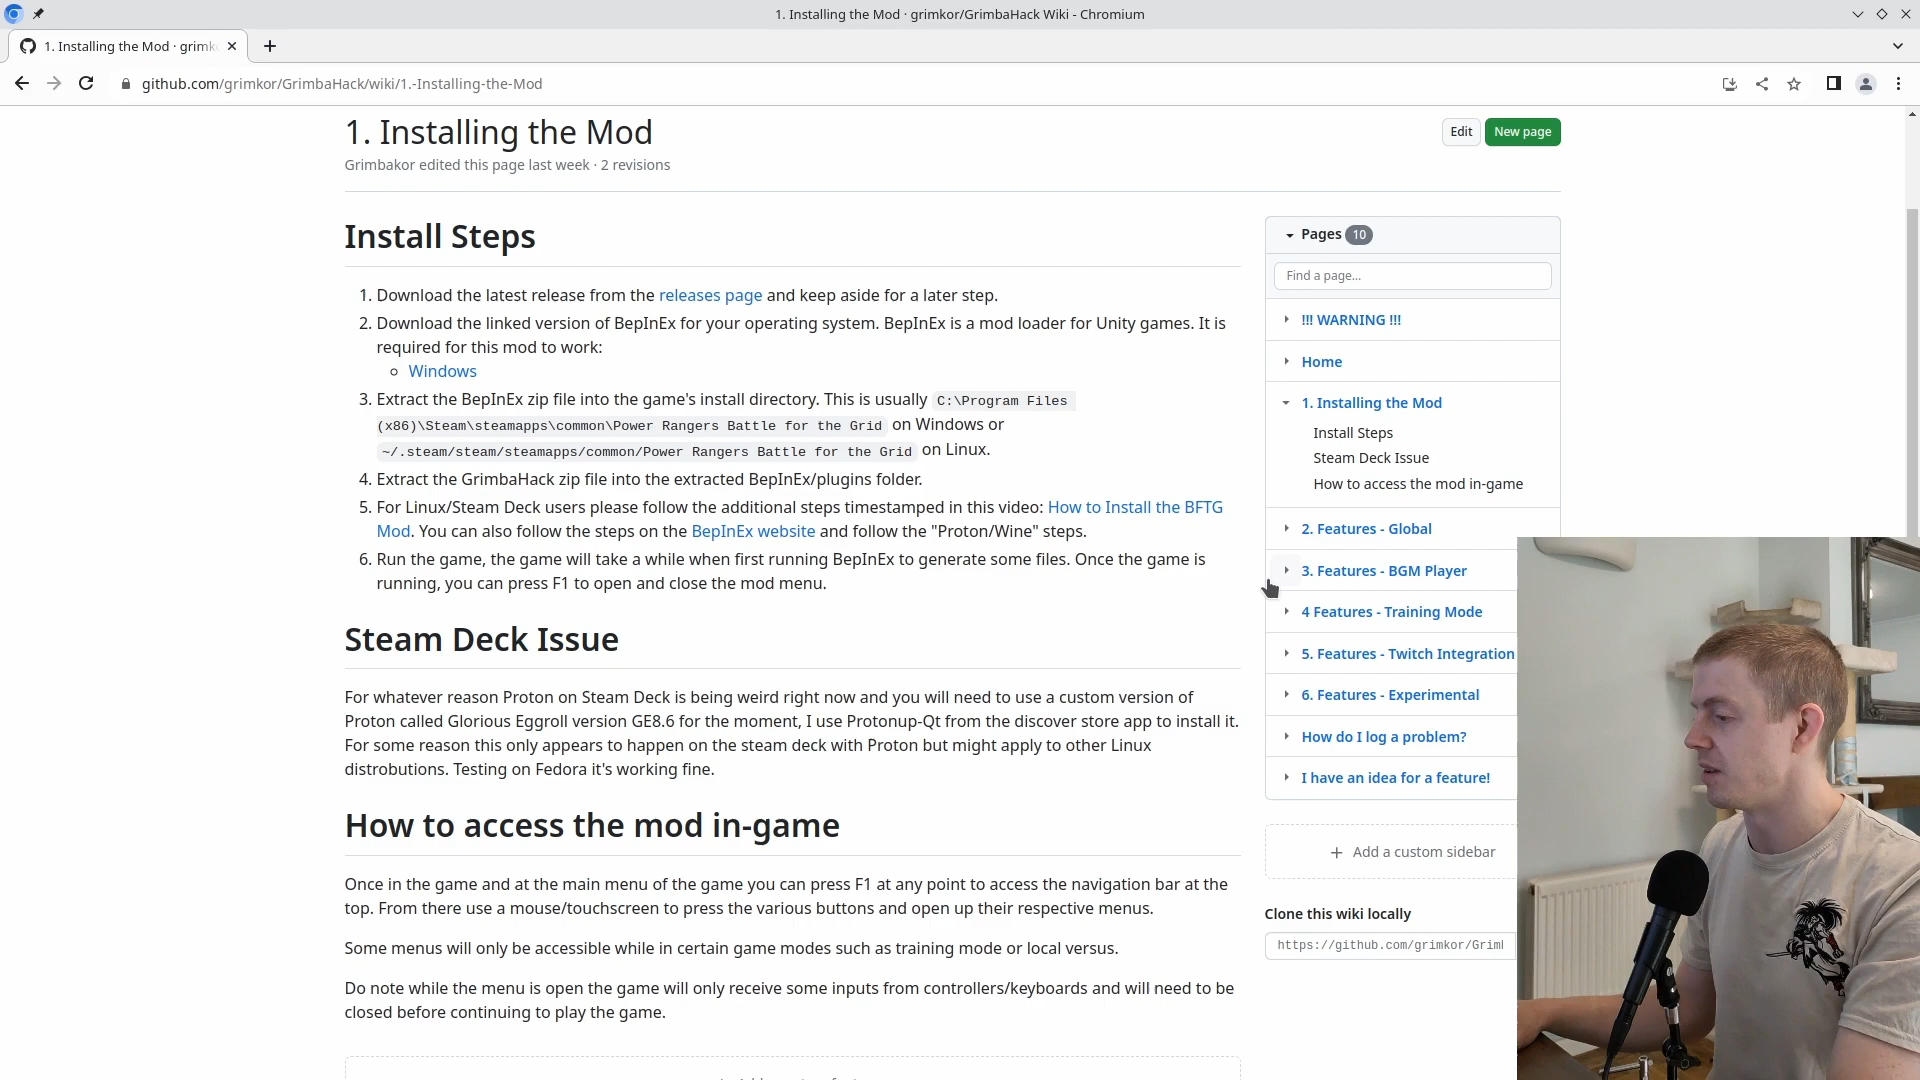 1. Installing the Mod · grimkor/GrimbaHack Wiki - Chromium
1. Installing the Mod · grimk
github.com/grimkor/GrimbaHack/wiki/1.-Installing-the-Mod
1. Installing the Mod
Edit
New page
Grimbakor edited this page last week · 2 revisions
Install Steps
1. Download the latest release from the releases page and keep aside for a later step.
2. Download the linked version of BepInEx for your operating system. BepInEx is a mod loader for Unity games. It is
required for this mod to work:
Windows
3. Extract the BepInEx zip file into the game's install directory. This is usually C:\Program Files
(x86)\Steam\steamapps\common\Power Rangers Battle for the Grid on Windows or
~/.steam/steam/steamapps/common/Power Rangers Battle for the Grid on Linux.
4. Extract the GrimbaHack zip file into the extracted BepInEx/plugins folder.
5. For Linux/Steam Deck users please follow the additional steps timestamped in this video: How to Install the BFTG
Mod. You can also follow the steps on the BepInEx website and follow the "Proton/Wine" steps.
6. Run the game, the game will take a while when first running BepInEx to generate some files. Once the game is
running, you can press F1 to open and close the mod menu.
Steam Deck Issue
For whatever reason Proton on Steam Deck is being weird right now and you will need to use a custom version of
Proton called Glorious Eggroll version GE8.6 for the moment, I use Protonup-Qt from the discover store app to install it.
For some reason this only appears to happen on the steam deck with Proton but might apply to other Linux
distrobutions. Testing on Fedora it's working fine.
How to access the mod in-game
Once in the game and at the main menu of the game you can press F1 at any point to access the navigation bar at the
top. From there use a mouse/touchscreen to press the various buttons and open up their respective menus.
Some menus will only be accessible while in certain game modes such as training mode or local versus.
Do note while the menu is open the game will only receive some inputs from controllers/keyboards and will need to be
closed before continuing to play the game.
Pages 10
Find a page...
!!! WARNING !!!
Home
1. Installing the Mod
Install Steps
Steam Deck Issue
How to access the mod in-game
2. Features - Global
3. Features - BGM Player
4 Features - Training Mode
5. Features - Twitch Integration
6. Features - Experimental
How do I log a problem?
I have an idea for a feature!
+ Add a custom sidebar
Clone this wiki locally
https://github.com/grimkor/Grim